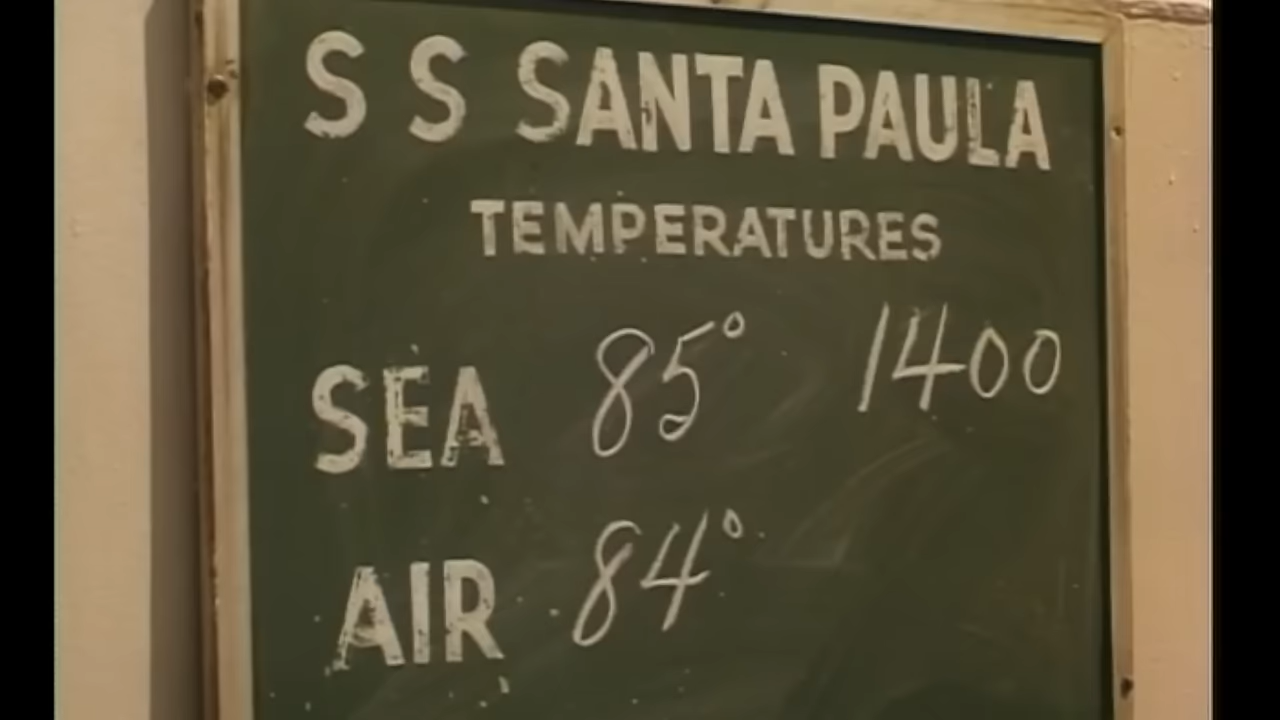 S S SANTA PAULA
TEMPERATURES
SEA 85° 1400
AIR 84°